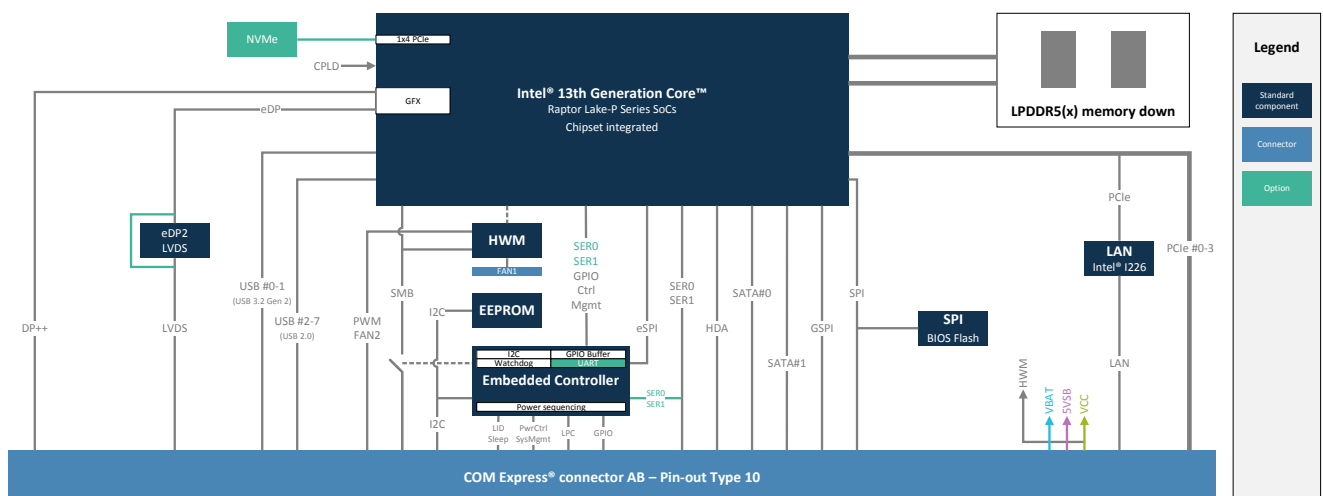 NVMe
1x4 PCIe
CPLD
GFX
eDP
Intel® 13th Generation Core™
Raptor Lake-P Series SoCs
Chipset integrated
LPDDR5(x) memory down
Legend
Standard
component
Connector
Option
eDP2
LVDS
HWM
FAN1
SER0
SER1
GPIO
Ctrl
Mgmt
PCIe
LAN
Intel® I226
PCIe #0-3
DP++
LVDS
USB #0-1
(USB 3.2 Gen 2)
USB #2-7
(USB 2.0)
PWM
FAN2
SMB
I2C
EEPROM
eSPI
SER0
SER1
HDA
SATA#0
SATA#1
GSPI
SPI
SPI
BIOS Flash
I2C
GPIO Buffer
Watchdog
UART
Embedded Controller
Power sequencing
SER0
SER1
I2C
LID
Sleep
PwrCtrl
SysMgmt
LPC
GPIO
HWM
VBAT
5VSB
VCC
LAN
COM Express® connector AB – Pin-out Type 10